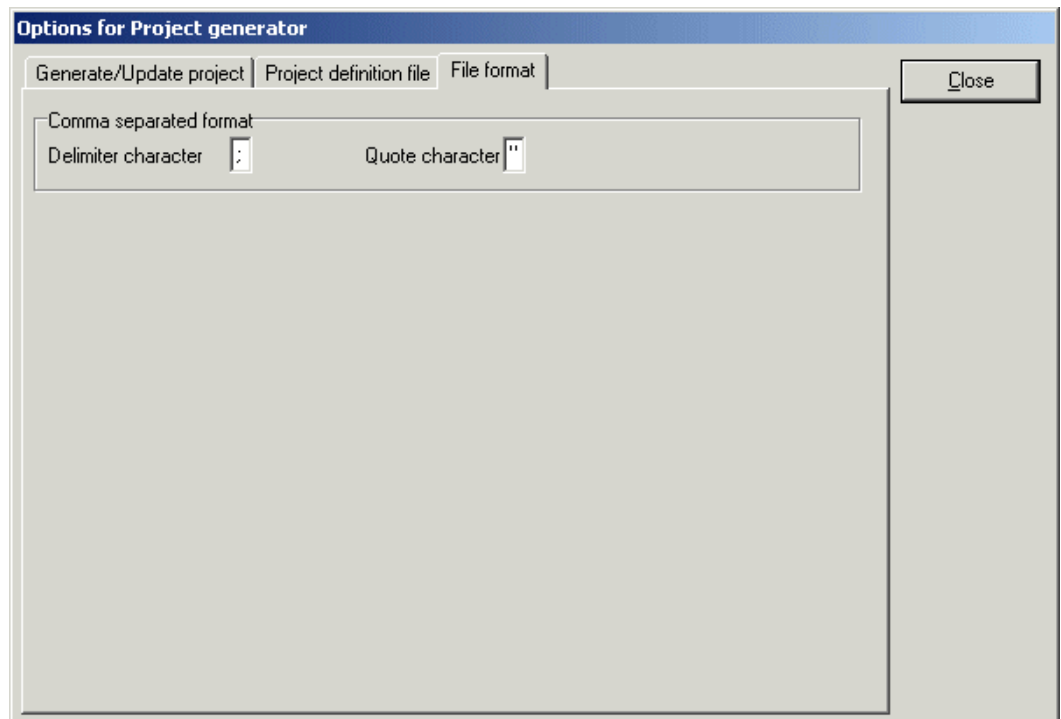 Options for Project generator
Generate/Update project Project definition file File format
Close
Comma separated format
Delimiter character ; Quote character "